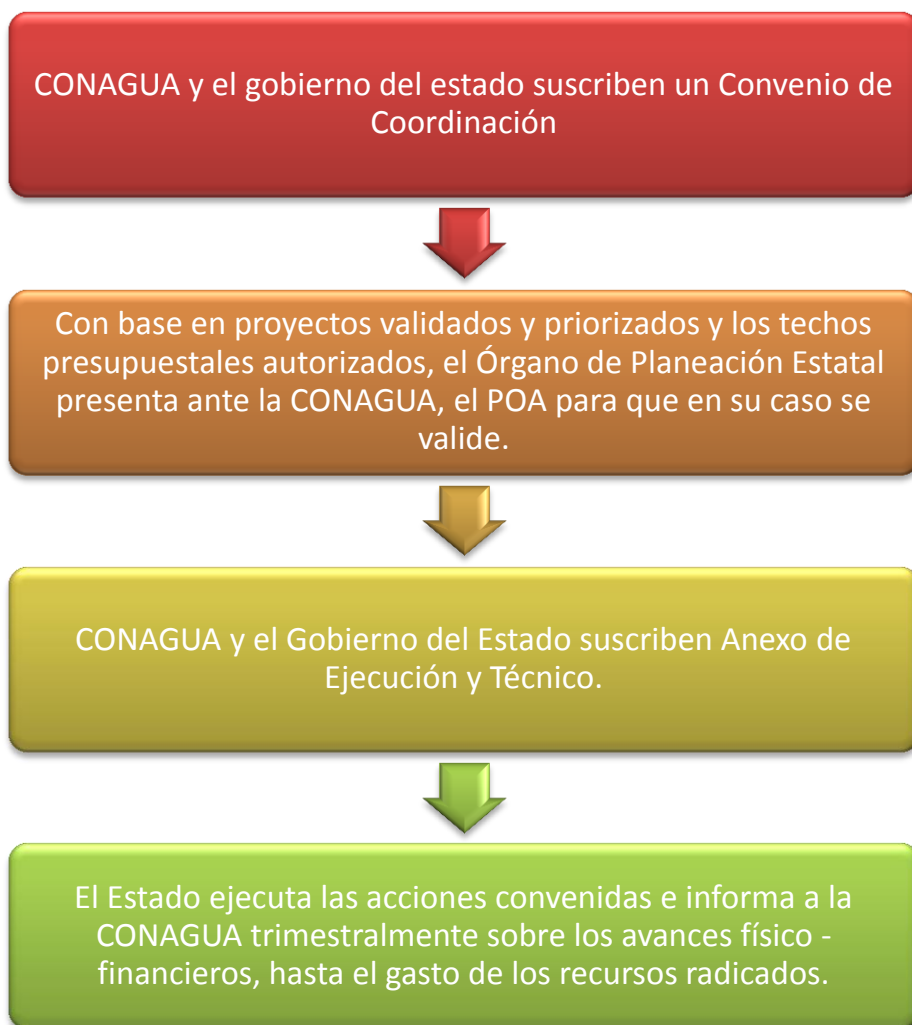 CONAGUA y el gobierno del estado suscriben un Convenio de
Coordinación
Con base en proyectos validados y priorizados y los techos
presupuestales autorizados, el Órgano de Planeación Estatal
presenta ante la CONAGUA, el POA para que en su caso se
valide.
CONAGUA y el Gobierno del Estado suscriben Anexo de
Ejecución y Técnico.
El Estado ejecuta las acciones convenidas e informa a la
CONAGUA trimestralmente sobre los avances físico -
financieros, hasta el gasto de los recursos radicados.